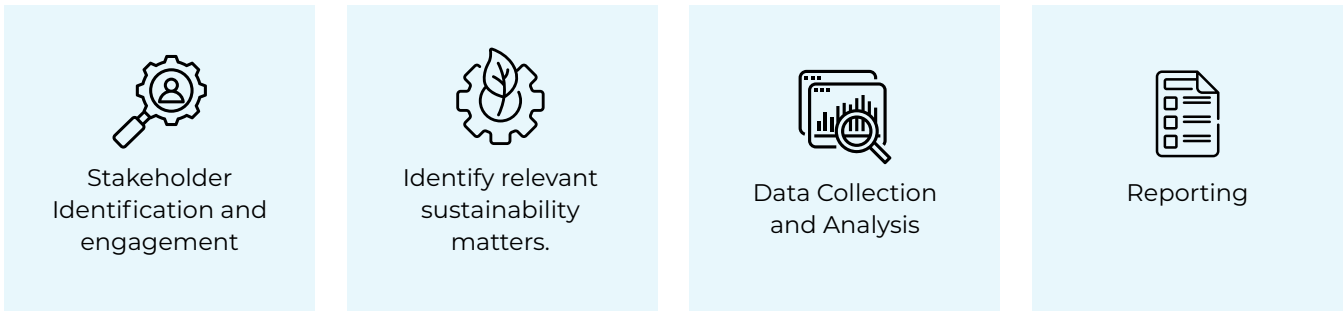 Stakeholder
Identification and
engagement
Identify relevant
sustainability
matters.
Data Collection
and Analysis
Reporting